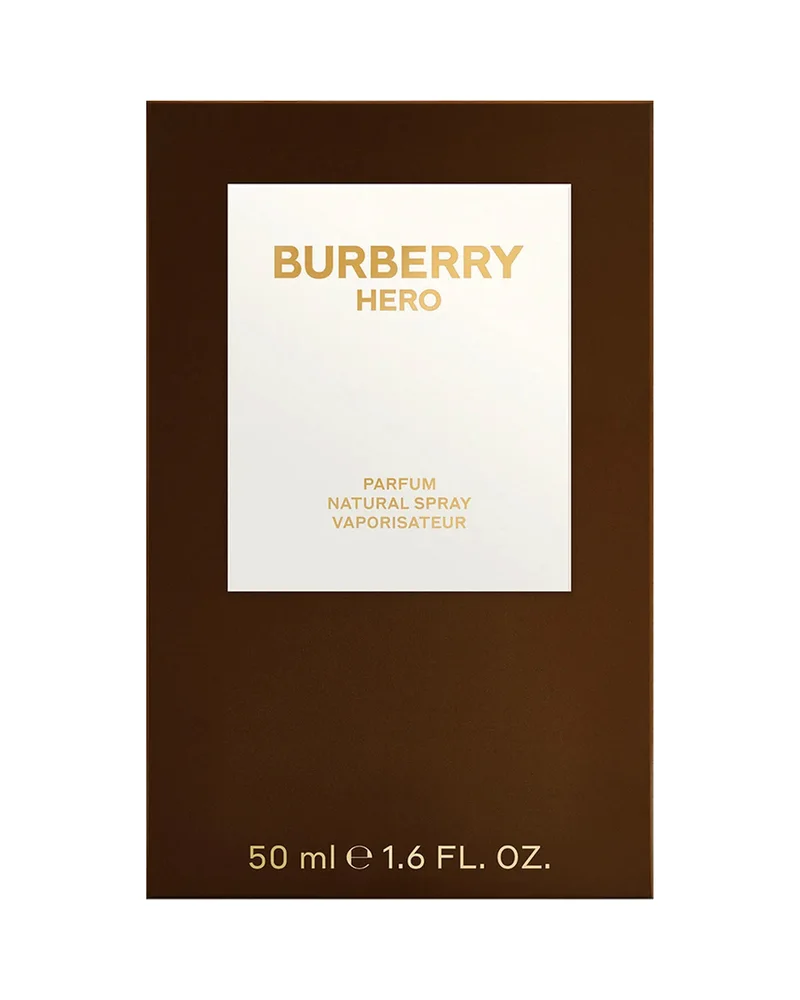 BURBERRY
HERO
PARFUM
NATURAL SPRAY
VAPORISATEUR
50 ml ℮ 1.6 FL. OZ.